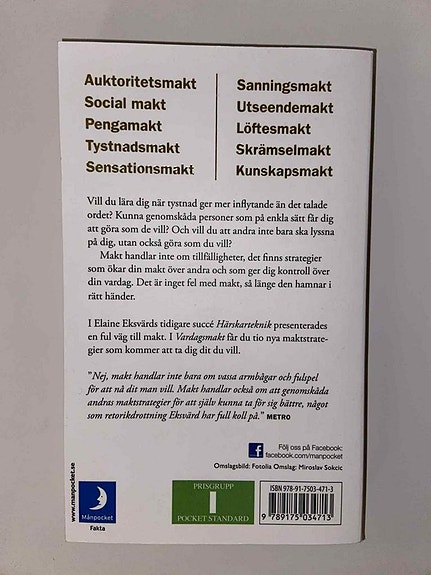 Auktoritetsmakt
Social makt
Pengamakt
Tystnadsmakt
Sensationsmakt
Sanningsmakt
Utseendemakt
Löftesmakt
Skrämselmakt
Kunskapsmakt
Vill du lära dig när tystnad ger mer inflytande än det talade
ordet? Kunna genomskåda personer som på enkla sätt får dig
att göra som de vill? Och vill du att andra inte bara ska lyssna
på dig, utan också göra som du vill?
Makt handlar inte om tillfälligheter, det finns strategier
som ökar din makt över andra och som ger dig kontroll över
din vardag. Det är inget fel med makt, så länge den hamnar i
rätt händer.
I Elaine Eksvärds tidigare succé Härskarteknik presenterades
en ful väg till makt. I Vardagsmakt får du tio nya maktstrate-
gier som kommer att ta dig dit du vill.
”Nej, makt handlar inte bara om vassa armbågar och fulspel
för att nå dit man vill. Makt handlar också om att genomskåda
andras maktstrategier för att själv kunna ta för sig bättre, något
som retorikdrottning Eksvärd har full koll på.” METRO
Följ oss på Facebook:
facebook.com/manpocket
Omslagsbild: Fotolia Omslag: Miroslav Sokcic
www.manpocket.se
Månpocket
Fakta
PRISGRUPP
I
POCKET STANDARD
ISBN 978-91-7503-471-3
9 789175 034713